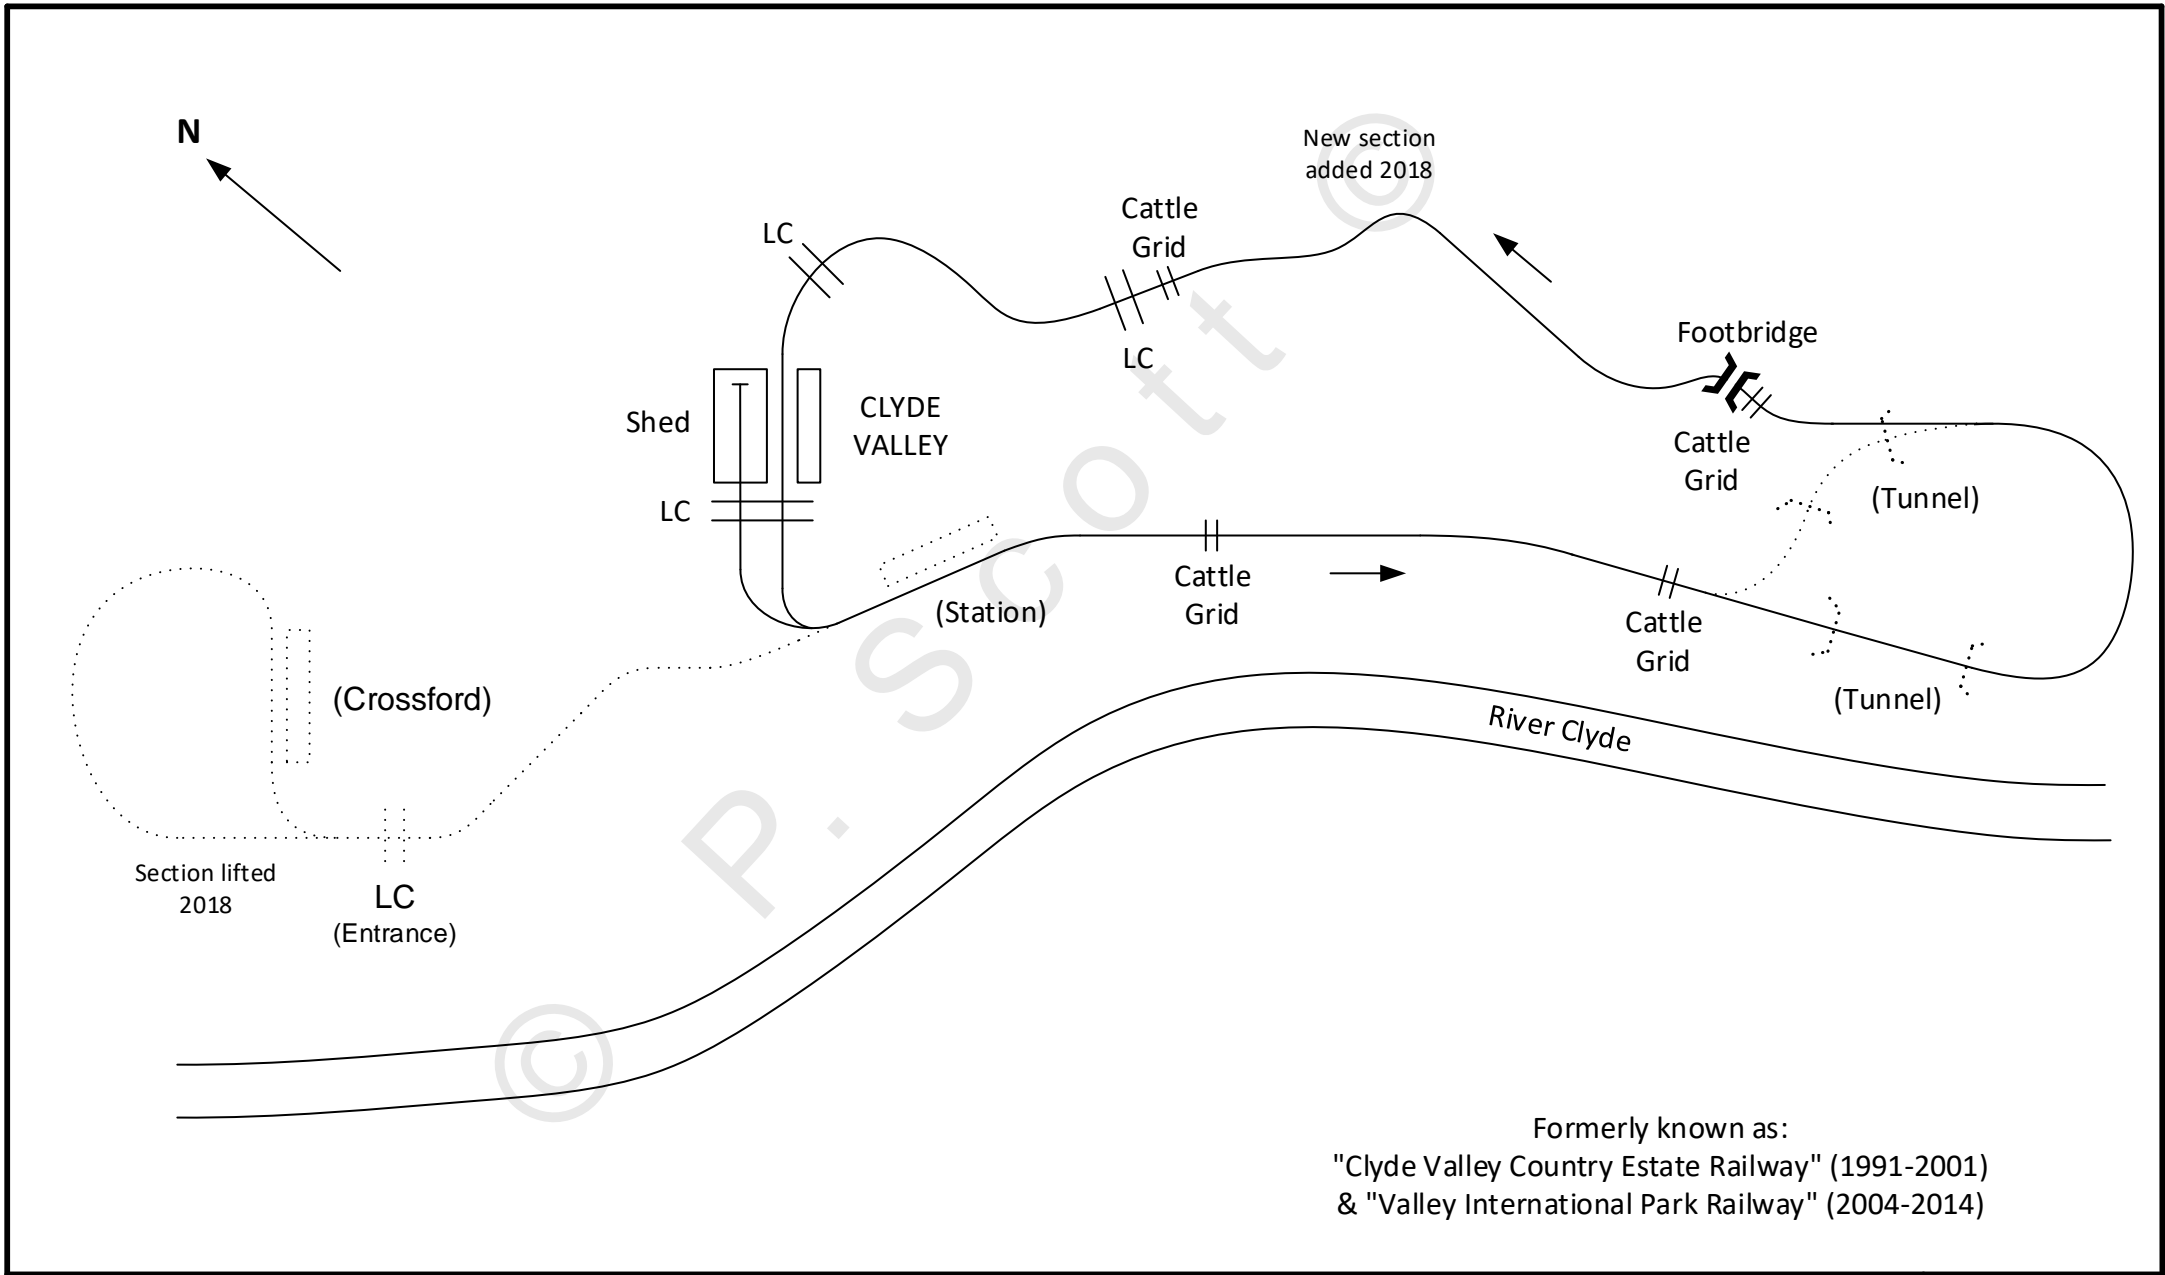 N
New section
added 2018
Cattle
Grid
LC
LC
Footbridge
Shed
CLYDE
VALLEY
Cattle
Grid
(Tunnel)
LC
Cattle
Grid
(Station)
Cattle
Grid
(Crossford)
(Tunnel)
River Clyde
Section lifted
2018
LC
(Entrance)
© P. Scott ©
Formerly known as:
"Clyde Valley Country Estate Railway" (1991-2001)
& "Valley International Park Railway" (2004-2014)